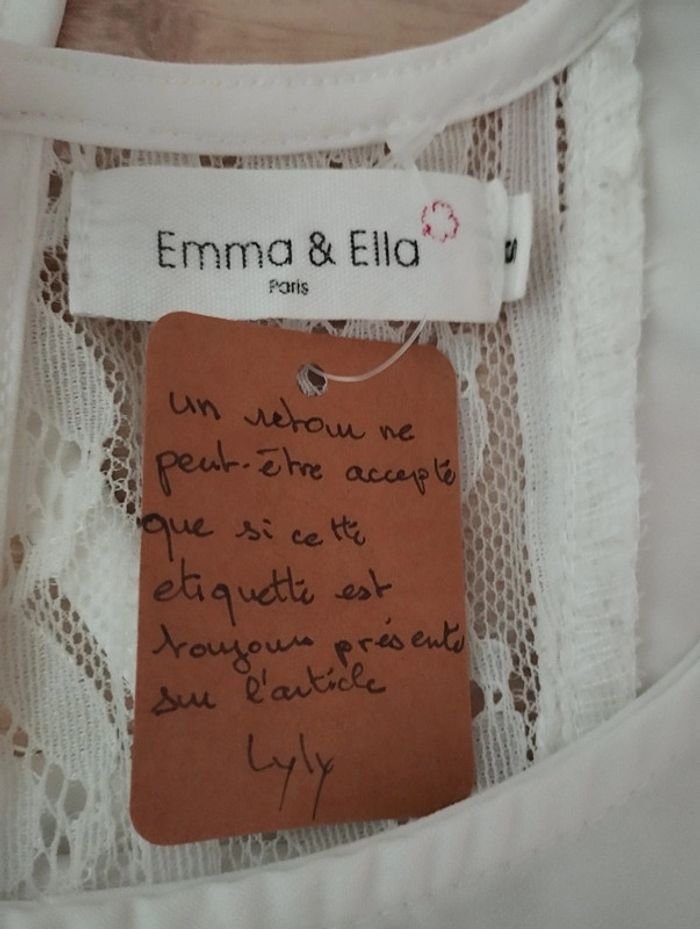 Emma & Ella
Paris
S
un retour ne
peut-être accepté
que si cette
etiquette est
toujours présente
sur l'article
Lyly